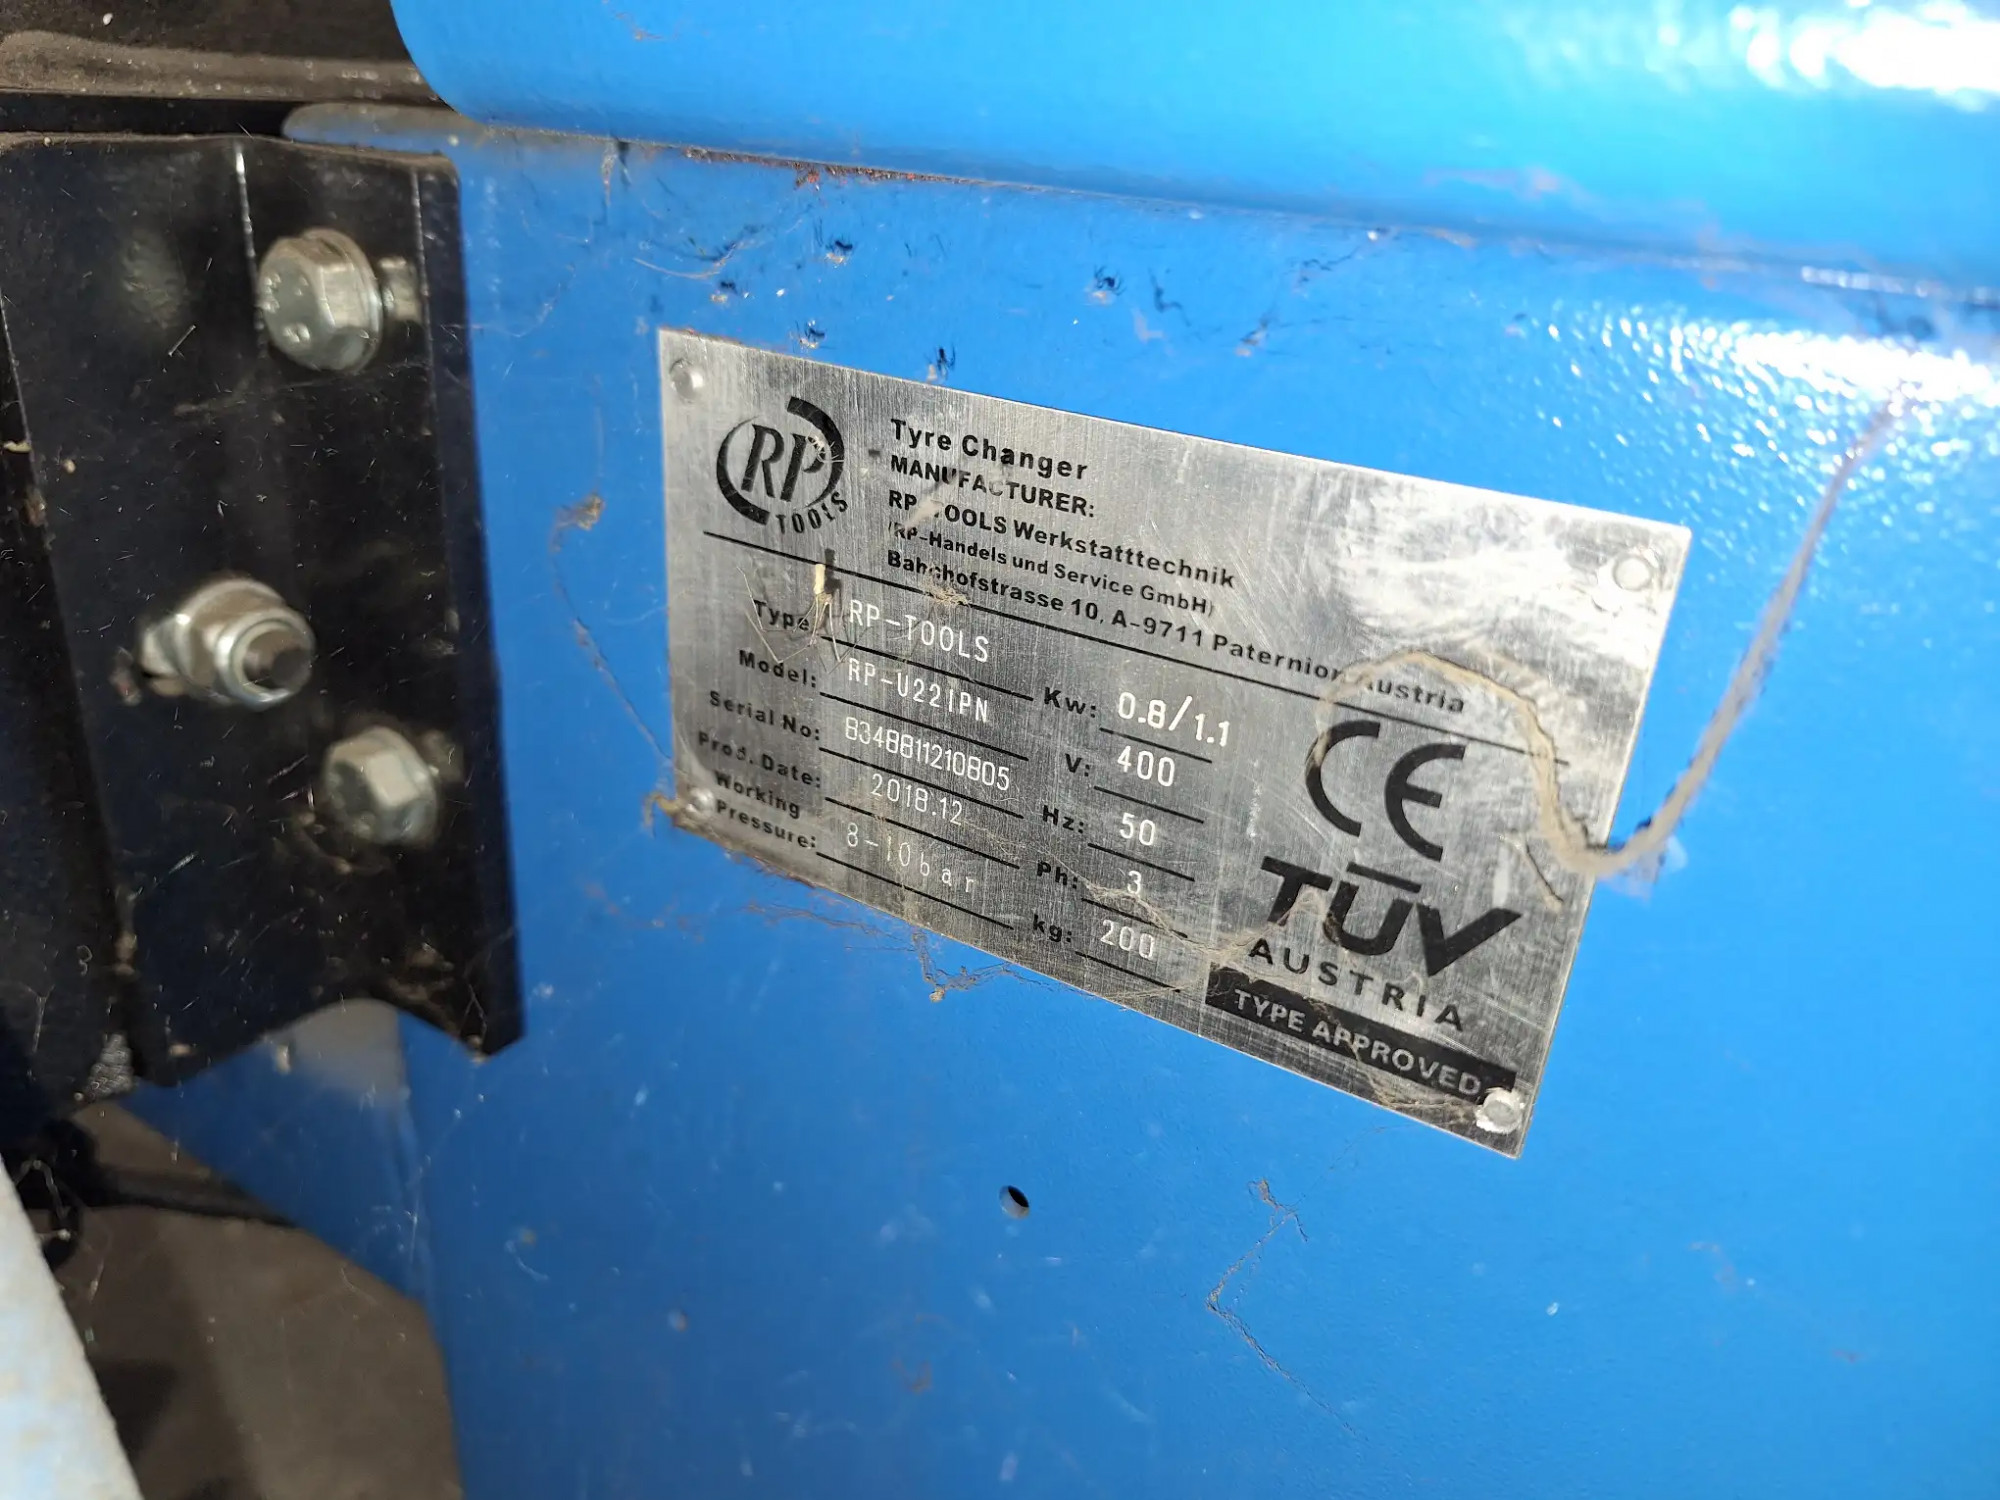 RP
TOOLS
Tyre Changer
MANUFACTURER:
RP-TOOLS Werkstatttechnik
(RP-Handels und Service GmbH)
Bahnhofstrasse 10, A-9711 Paternion, Austria
Type: RP-TOOLS
Model: RP-U221PN
Serial No: 8348811210805
Prod. Date: 2018.12
Working
Pressure: 8-10bar
Kw: 0.8/1.1
V: 400
Hz: 50
Ph: 3
kg: 200
CE
TÜV
AUSTRIA
TYPE APPROVED